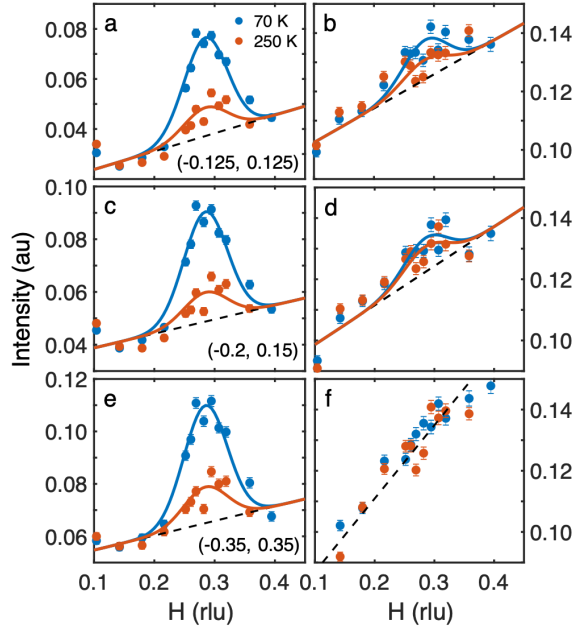 a
70 K
250 K
0.08
0.06
0.04
(-0.125, 0.125)
b
0.14
0.12
0.10
c
0.10
0.08
0.06
0.04
(-0.2, 0.15)
d
0.14
0.12
0.10
e
0.12
0.10
0.08
0.06
(-0.35, 0.35)
f
0.14
0.12
0.10
Intensity (au)
0.1 0.2 0.3 0.4
0.1 0.2 0.3 0.4
H (rlu)
H (rlu)